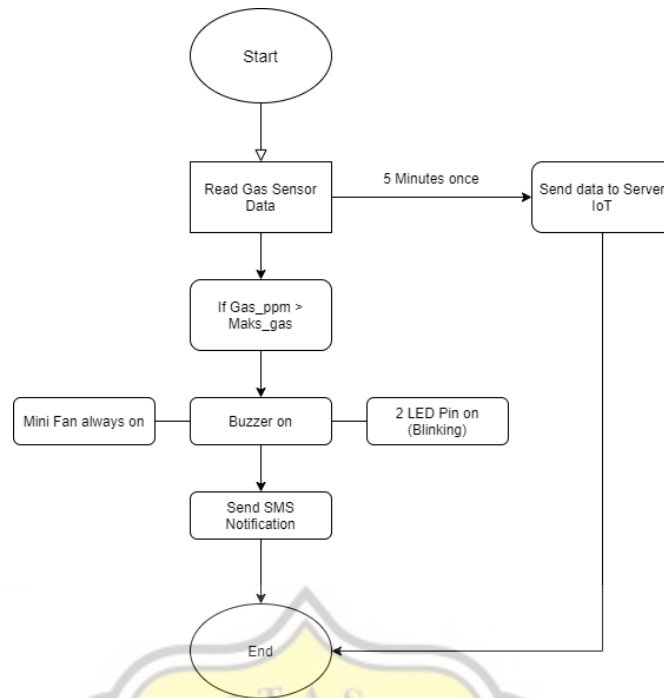 Start
Read Gas Sensor
Data
5 Minutes once
Send data to Server
IoT
If Gas_ppm >
Maks_gas
Mini Fan always on
Buzzer on
2 LED Pin on
(Blinking)
Send SMS
Notification
End
T A S